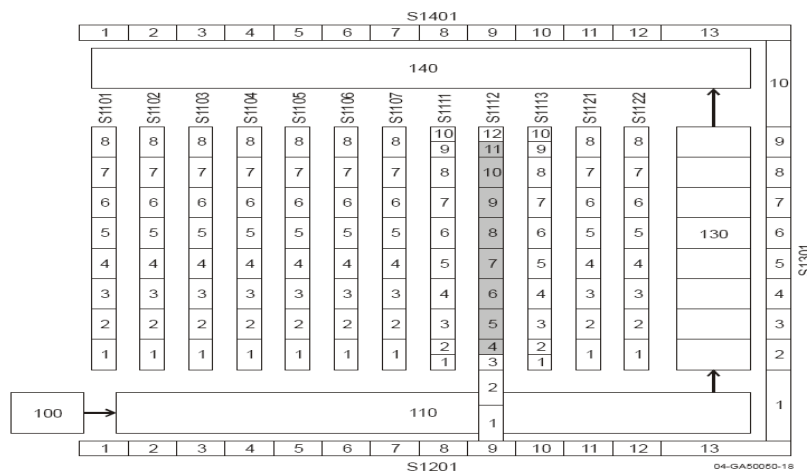 S1401
1 2 3 4 5 6 7 8 9 10 11 12 13
140
10
S1101 S1102 S1103 S1104 S1105 S1106 S1107 S1111 S1112 S1113 S1121 S1122
10 12 10
8 8 8 8 8 8 8 9 11 9 8 8 9
7 7 7 7 7 7 7 8 10 8 7 7 8
6 6 6 6 6 6 6 7 9 7 6 6 7
5 5 5 5 5 5 5 6 8 6 5 5 130 6
S1301
4 4 4 4 4 4 4 5 7 5 4 4 5
3 3 3 3 3 3 3 4 6 4 3 3 4
2 2 2 2 2 2 2 3 5 3 2 2 3
1 1 1 1 1 1 1 2 4 2 1 1 2
1 3 1
2
100 110 1
1
1 2 3 4 5 6 7 8 9 10 11 12 13
S1201
04-GA50050-18